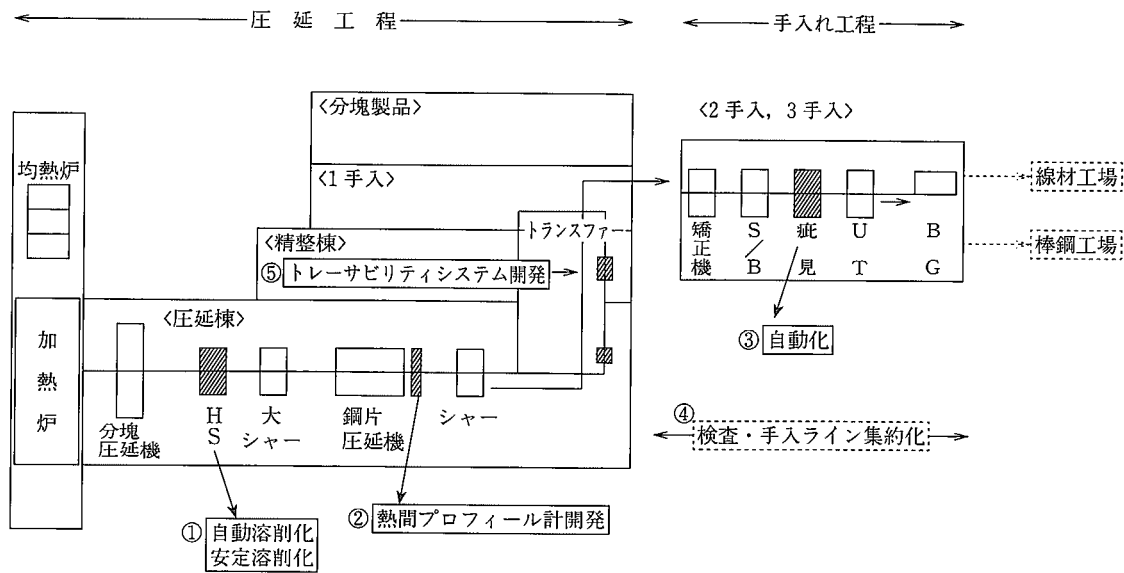 圧延工程
手入れ工程
〈分塊製品〉
〈2手入，3手入〉
均熱炉
〈1手入〉
線材工場
トランスファー
〈精整棟〉
⑤トレーサビリティシステム開発
矯正機
S/B
疵見
UT
BG
棒鋼工場
〈圧延棟〉
加熱炉
③自動化
分塊
圧延機
HS
大
シャー
鋼片
圧延機
シャー
④
検査・手入ライン集約化
①自動溶削化
安定溶削化
②熱間プロフィール計開発